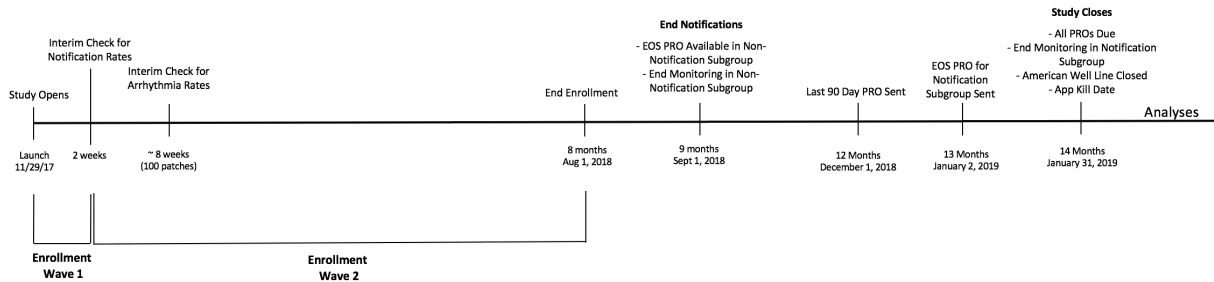 Study Opens
Interim Check for
Notification Rates
Interim Check for
Arrhythmia Rates
End Enrollment
End Notifications
- EOS PRO Available in Non-
Notification Subgroup
- End Monitoring in Non-
Notification Subgroup
Last 90 Day PRO Sent
EOS PRO for
Notification
Subgroup Sent
Study Closes
- All PROs Due
- End Monitoring in Notification
Subgroup
- American Well Line Closed
- App Kill Date
Analyses
Launch
11/29/17
2 weeks
~ 8 weeks
(100 patches)
8 months
Aug 1, 2018
9 months
Sept 1, 2018
12 Months
December 1, 2018
13 Months
January 2, 2019
14 Months
January 31, 2019
Enrollment
Wave 1
Enrollment
Wave 2